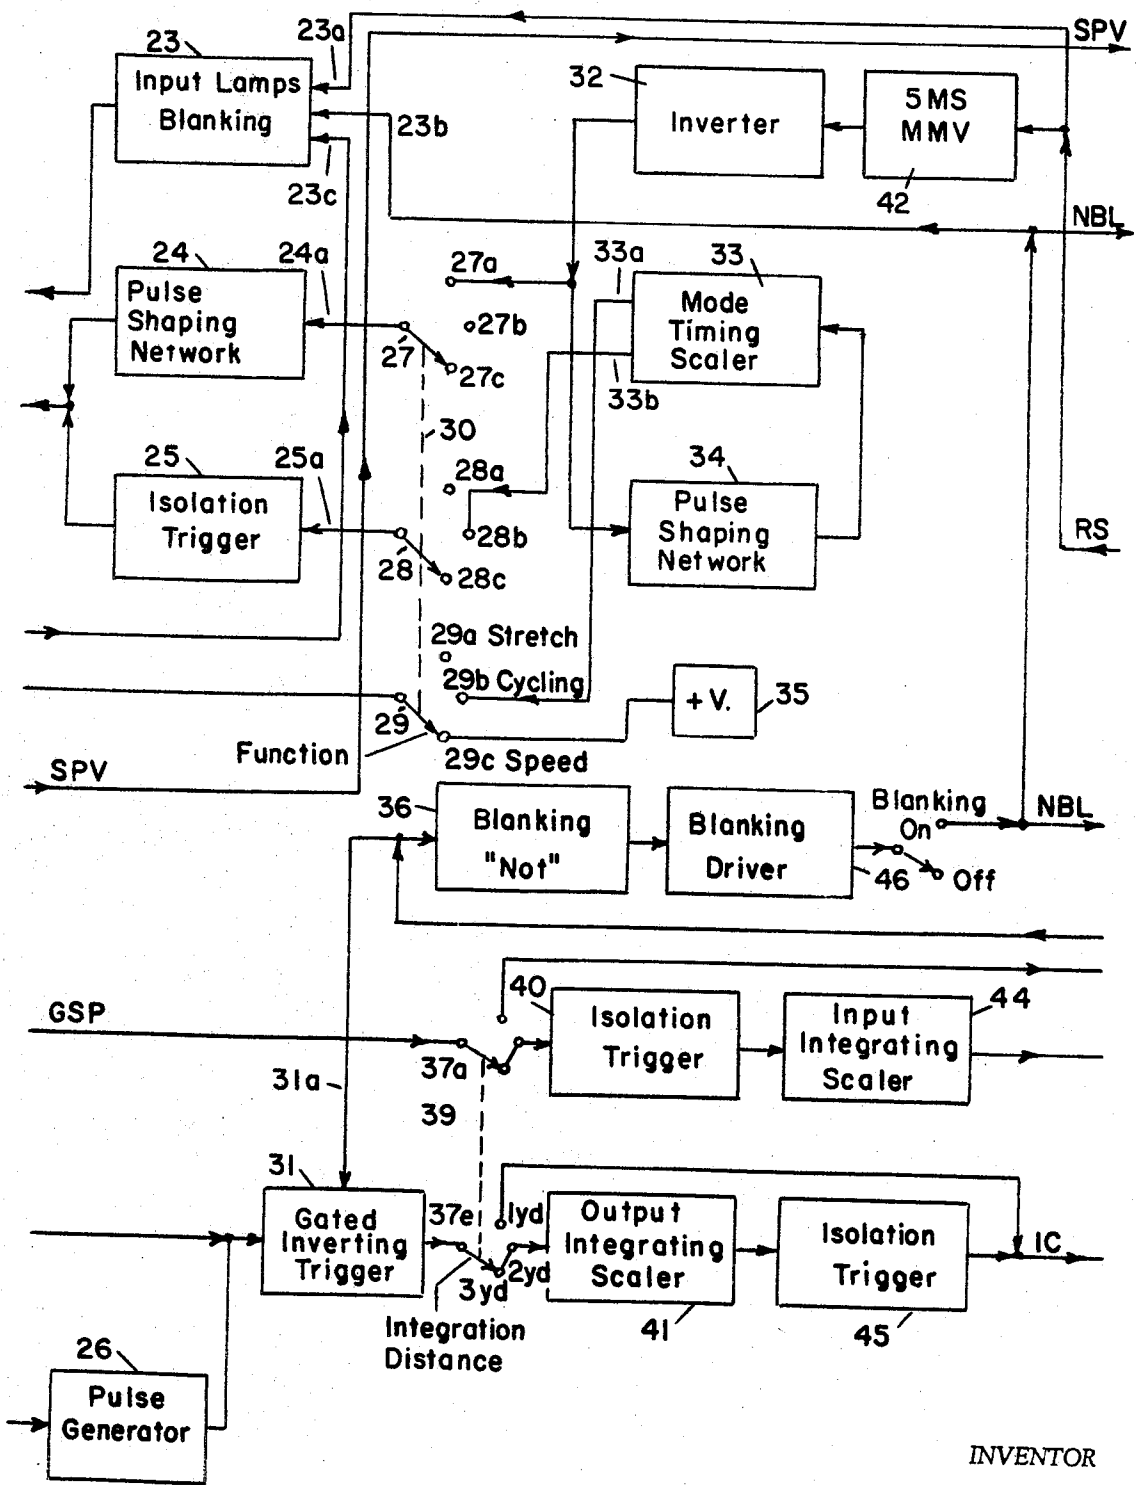 SPV
23
23a
Input Lamps
Blanking
23b
23c
32
Inverter
5MS
MMV
42
NBL
24
24a
Pulse
Shaping
Network
27
27a
27b
27c
33a
33
Mode
Timing
Scaler
33b
30
25
25a
Isolation
Trigger
28
28a
28b
28c
34
Pulse
Shaping
Network
RS
29a Stretch
29b Cycling
29
Function
29c Speed
+V.
35
SPV
36
Blanking
"Not"
Blanking
Driver
46
Blanking
On
Off
NBL
GSP
31a
37a
39
40
Isolation
Trigger
Input
Integrating
Scaler
44
31
Gated
Inverting
Trigger
37e
1yd
2yd
3yd
Integration
Distance
Output
Integrating
Scaler
41
Isolation
Trigger
45
IC
26
Pulse
Generator
INVENTOR